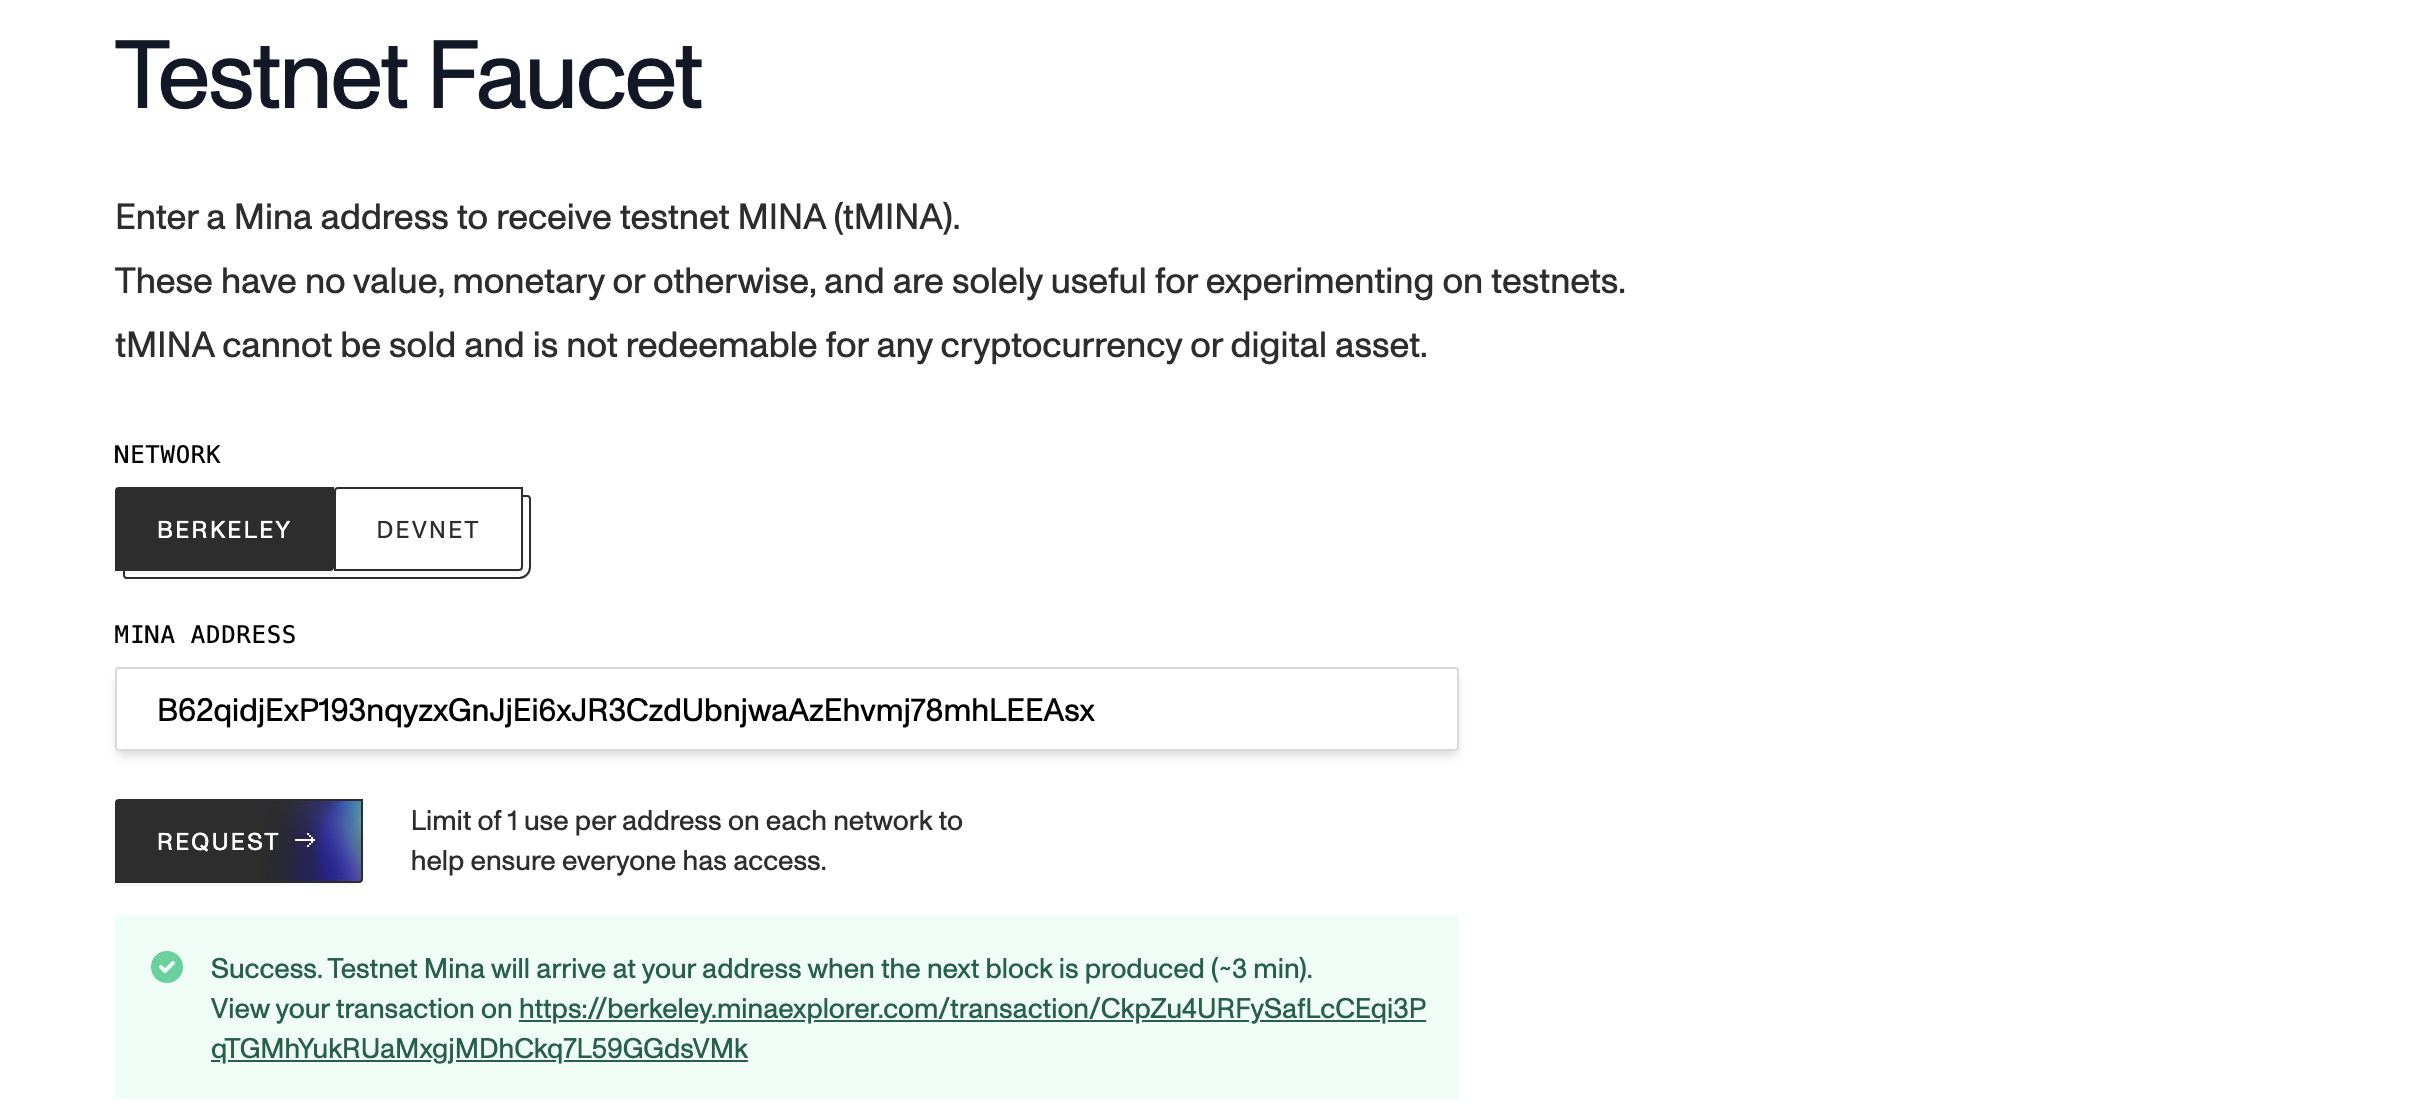 Testnet Faucet
Enter a Mina address to receive testnet MINA (tMINA).
These have no value, monetary or otherwise, and are solely useful for experimenting on testnets.
tMINA cannot be sold and is not redeemable for any cryptocurrency or digital asset.
NETWORK
BERKELEY DEVNET
MINA ADDRESS
B62qidjExP193nqyzxGnJjEi6xJR3CzdUbnjwaAzEhvmj78mhLEEAsx
REQUEST →
Limit of 1 use per address on each network to
help ensure everyone has access.
Success. Testnet Mina will arrive at your address when the next block is produced (~3 min).
View your transaction on https://berkeley.minaexplorer.com/transaction/CkpZu4URFySafLcCEqi3P
qTGMhYukRUaMxgjMDhCkq7L59GGdsVMk